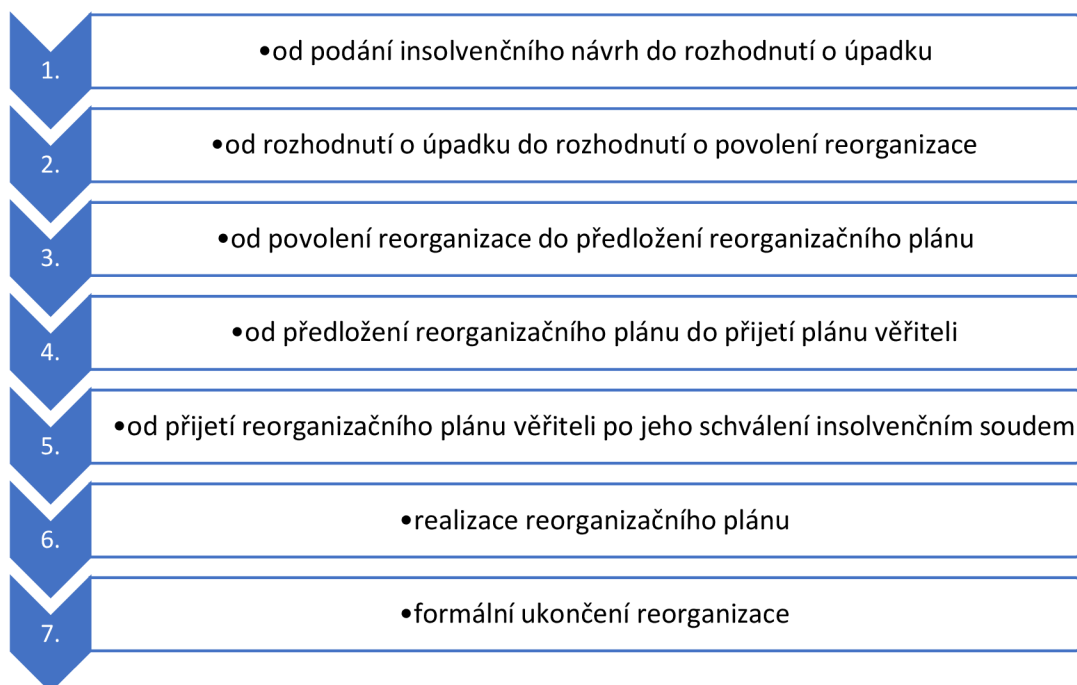 1.
•od podání insolvenčního návrh do rozhodnutí o úpadku
2.
•od rozhodnutí o úpadku do rozhodnutí o povolení reorganizace
3.
•od povolení reorganizace do předložení reorganizačního plánu
4.
•od předložení reorganizačního plánu do přijetí plánu věřiteli
5.
•od přijetí reorganizačního plánu věřiteli po jeho schválení insolvenčním soudem
6.
•realizace reorganizačního plánu
7.
•formální ukončení reorganizace